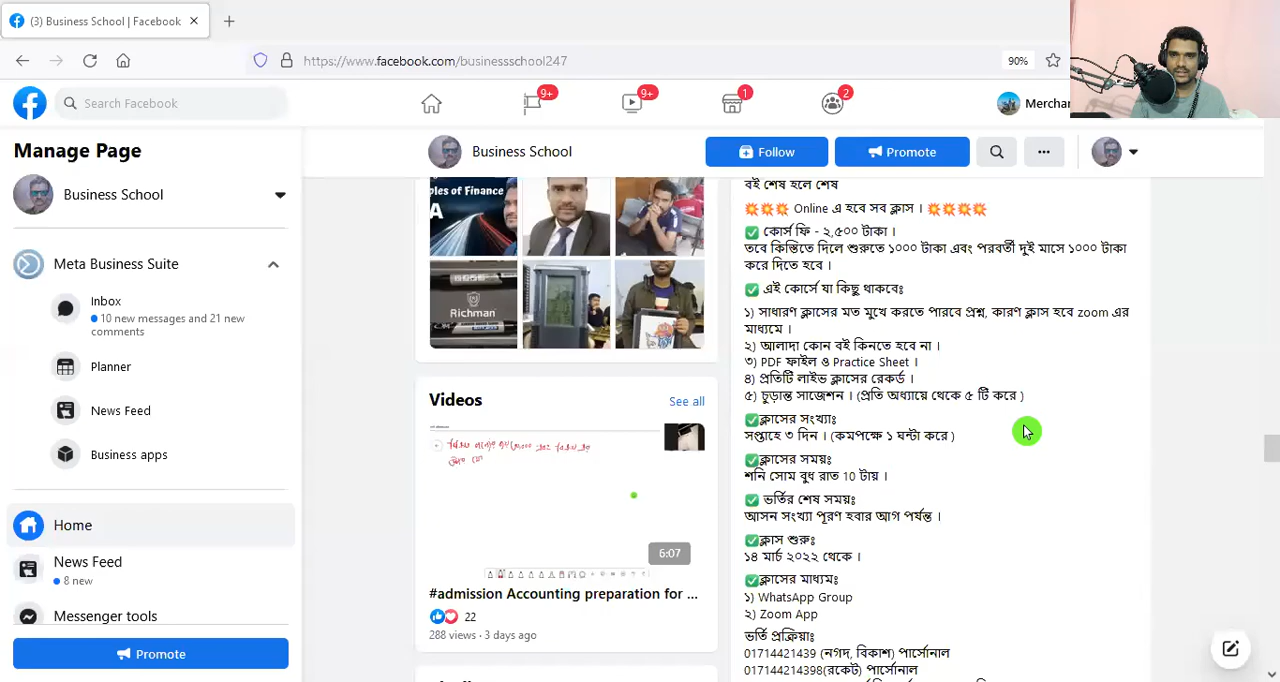 (3) Business School | Facebook
https://www.facebook.com/businessschool247
90%
Search Facebook
9+
9+
1
2
Merchan
Manage Page
Business School
Meta Business Suite
Inbox
10 new messages and 21 new
comments
Planner
News Feed
Business apps
Home
News Feed
8 new
Messenger tools
Promote
Business School
Follow
Promote
ples of Finance
A
Richman
Videos
See all
6:07
#admission Accounting preparation for ...
22
288 views · 3 days ago
বই শেষ হলে শেষ
Online এ হবে সব ক্লাস ।
কোর্স ফি - ২,৫০০ টাকা ।
তবে কিস্তিতে দিলে শুরুতে ১০০০ টাকা এবং পরবর্তী দুই মাসে ১০০০ টাকা
করে দিতে হবে ।
এই কোর্সে যা কিছু থাকবেঃ
১) সাধারণ ক্লাসের মত মুখে করতে পারবে প্রশ্ন, কারণ ক্লাস হবে zoom এর
মাধ্যমে ।
২) আলাদা কোন বই কিনতে হবে না ।
৩) PDF ফাইল ও Practice Sheet ।
৪) প্রতিটি লাইভ ক্লাসের রেকর্ড ।
৫) চুড়ান্ত সাজেশন । (প্রতি অধ্যায়ে থেকে ৫ টি করে )
ক্লাসের সংখ্যাঃ
সপ্তাহে ৩ দিন । (কমপক্ষে ১ ঘন্টা করে )
ক্লাসের সময়ঃ
শনি সোম বুধ রাত 10 টায় ।
ভর্তির শেষ সময়ঃ
আসন সংখ্যা পূরণ হবার আগ পর্যন্ত ।
ক্লাস শুরুঃ
১৪ মার্চ ২০২২ থেকে ।
ক্লাসের মাধ্যমঃ
১) WhatsApp Group
২) Zoom App
ভর্তি প্রক্রিয়াঃ
01714421439 (নগদ, বিকাশ) পার্সোনাল
017144214398(রকেট) পার্সোনাল